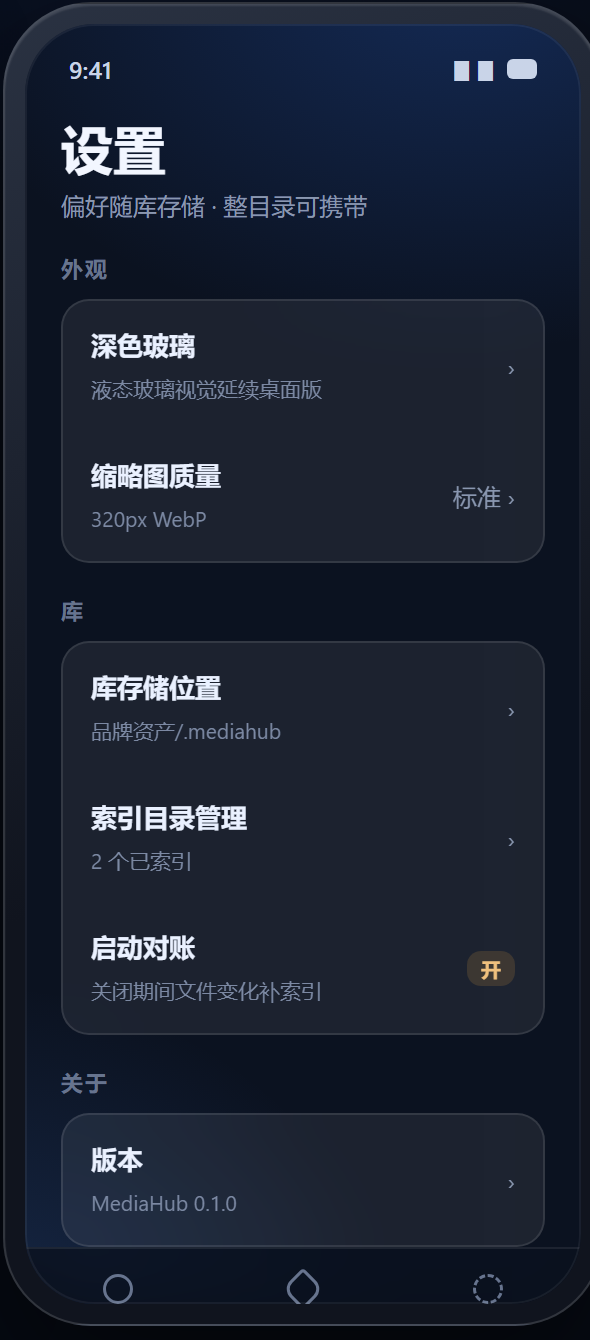 9:41
设置
偏好随库存储 · 整目录可携带
外观
深色玻璃
液态玻璃视觉延续桌面版
›
缩略图质量
320px WebP
标准 ›
库
库存储位置
品牌资产/.mediahub
›
索引目录管理
2 个已索引
›
启动对账
关闭期间文件变化补索引
开
关于
版本
MediaHub 0.1.0
›